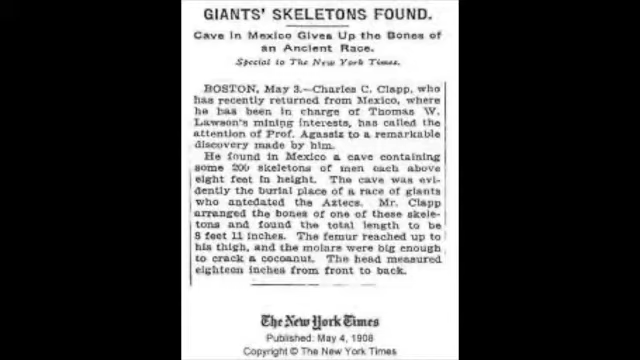 GIANTS' SKELETONS FOUND.
Cave in Mexico Gives Up the Bones of
an Ancient Race.
Special to The New York Times.
BOSTON, May 3.—Charles C. Clapp, who
has recently returned from Mexico, where
he has been in charge of Thomas W.
Lawson's mining interests, has called the
attention of Prof. Agassiz to a remarkable
discovery made by him.
He found in Mexico a cave containing
some 200 skeletons of men each above
eight feet in height. The cave was evi-
dently the burial place of a race of giants
who antedated the Aztecs. Mr. Clapp
arranged the bones of one of these skele-
tons and found the total length to be
8 feet 11 inches. The femur reached up to
his thigh, and the molars were big enough
to crack a cocoanut. The head measured
eighteen inches from front to back.
The New York Times
Published: May 4, 1908
Copyright © The New York Times